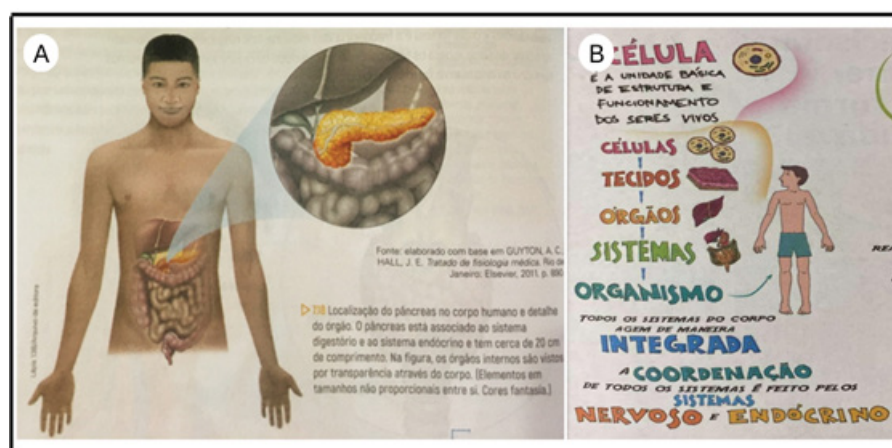 A
Fonte: elaborado com base em GUYTON, A.C.
HALL, J. E. Tratado de fisiologia médica. Rio de
Janeiro: Elsevier, 2011. p.
7.18 Localização do pâncreas no corpo humano e detalhe
do órgão. O pâncreas está associado ao sistema
digestório e ao sistema endócrino e tem cerca de 20 cm
de comprimento. Na figura, os órgãos internos são vistos
por transparência através do corpo. (Elementos em
tamanhos não proporcionais entre si. Cores fantasia.)
B
CÉLULA
É A UNIDADE BÁSICA
DE ESTRUTURA E
FUNCIONAMENTO
DOS SERES VIVOS
CÉLULAS
TECIDOS
ÓRGÃOS
SISTEMAS
ORGANISMO
TODOS OS SISTEMAS DO CORPO
AGEM DE MANEIRA
INTEGRADA
A COORDENAÇÃO
DE TODOS OS SISTEMAS É FEITO PELOS
SISTEMAS
NERVOSO E ENDÓCRINO